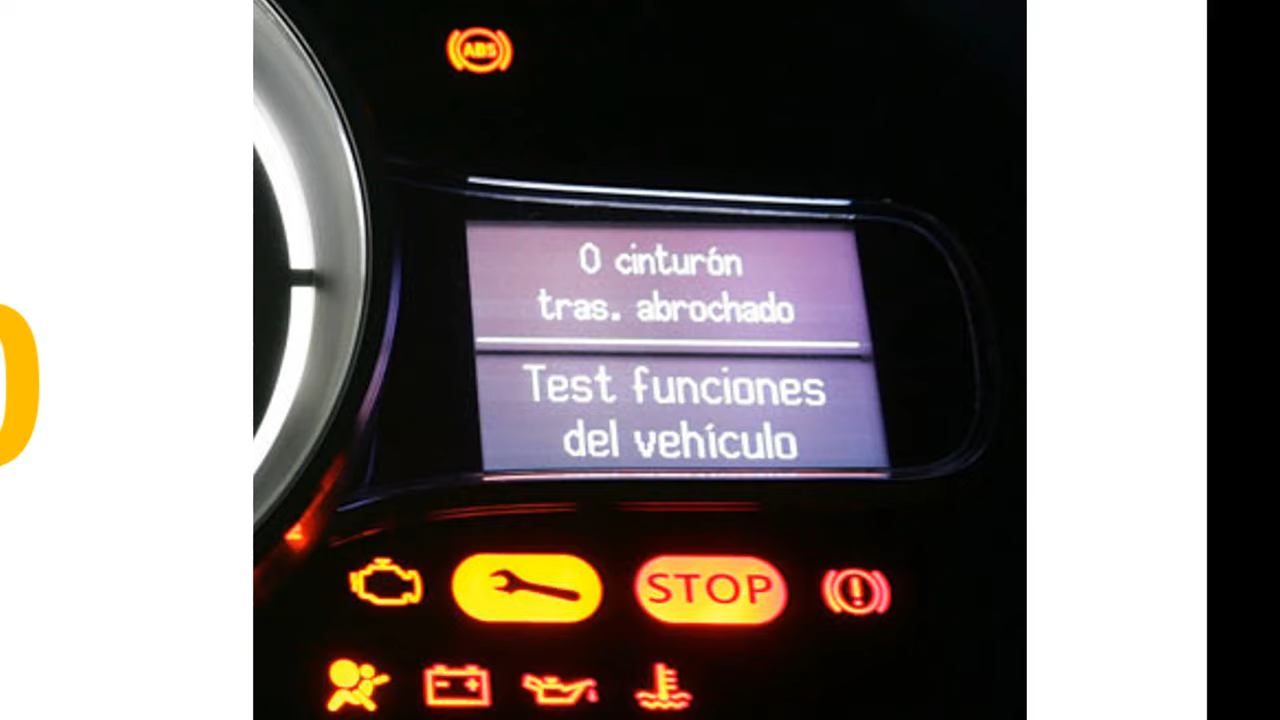 ABS
0 cinturón
tras. abrochado
Test funciones
del vehículo
STOP